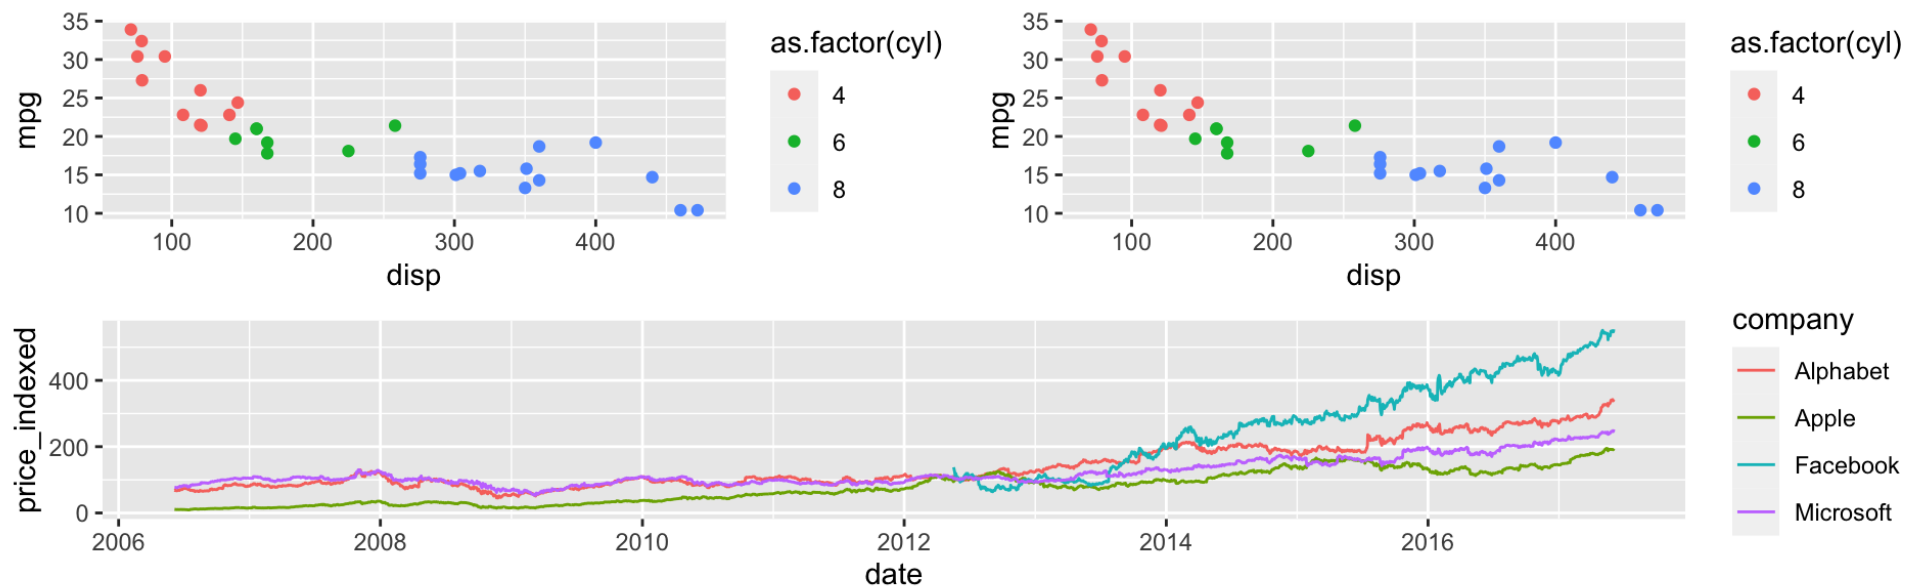 35
30
25
20
15
10
mpg
100 200 300 400
disp
as.factor(cyl)
4
6
8
35
30
25
20
15
10
mpg
100 200 300 400
disp
as.factor(cyl)
4
6
8
400
200
0
price_indexed
2006 2008 2010 2012 2014 2016
date
company
Alphabet
Apple
Facebook
Microsoft